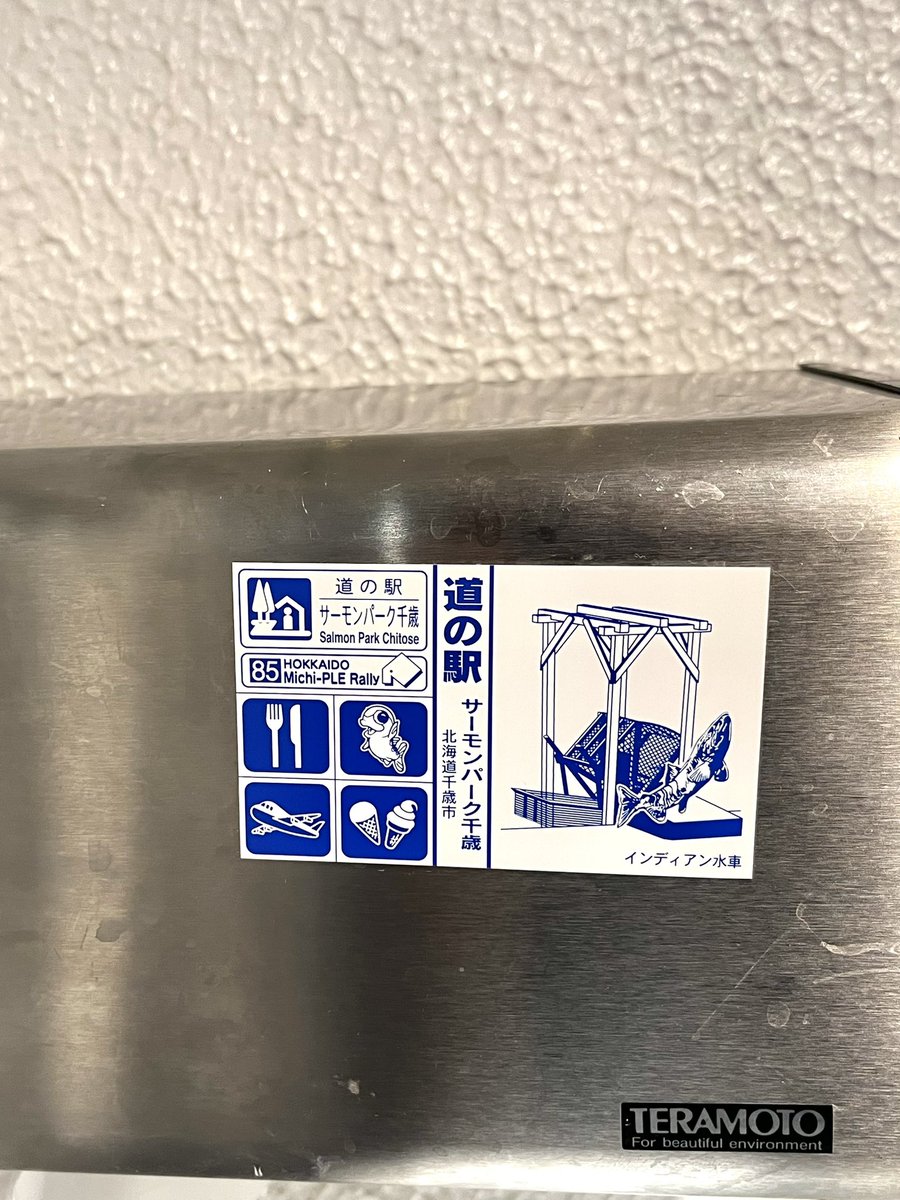 道の駅
サーモンパーク千歳
Salmon Park Chitose
85 HOKKAIDO
Michi-PLE Rally
道の駅 サーモンパーク千歳
北海道千歳市
インディアン水車
TERAMOTO
For beautiful environment